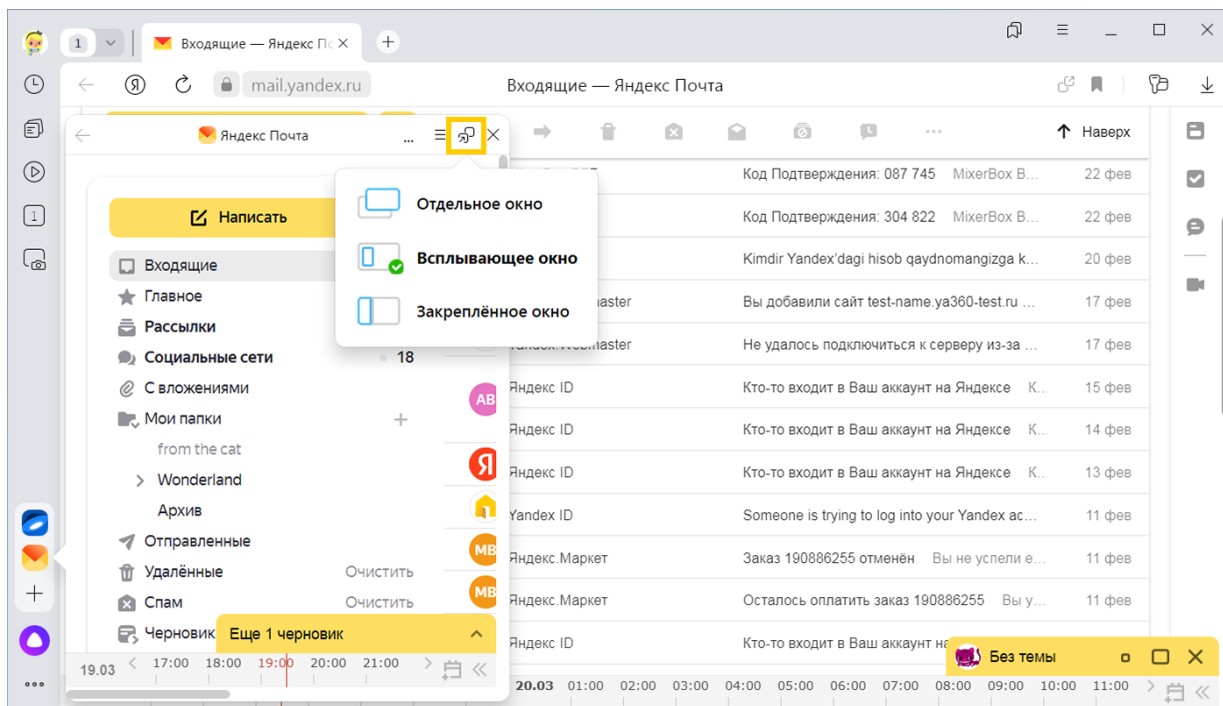 1
Входящие — Яндекс Пс
mail.yandex.ru
Входящие — Яндекс Почта
Яндекс Почта
Наверх
Написать
Отдельное окно
Всплывающее окно
Закреплённое окно
1
Входящие
Главное
Рассылки
Социальные сети 18
С вложениями
Мои папки
from the cat
Wonderland
Архив
Отправленные
Удалённые Очистить
Спам Очистить
Черновик
Еще 1 черновик
19.03 17:00 18:00 19:00 20:00 21:00
АВ
Я
МВ
МВ
Код Подтверждения: 087 745 MixerBox B... 22 фев
Код Подтверждения: 304 822 MixerBox B... 22 фев
Kimdir Yandex'dagi hisob qaydnomangizga k... 20 фев
Вы добавили сайт test-name.ya360-test.ru ... 17 фев
Не удалось подключиться к серверу из-за ... 17 фев
Яндекс ID Кто-то входит в Ваш аккаунт на Яндексе К... 15 фев
Яндекс ID Кто-то входит в Ваш аккаунт на Яндексе К... 14 фев
Яндекс ID Кто-то входит в Ваш аккаунт на Яндексе К... 13 фев
Yandex ID Someone is trying to log into your Yandex ac... 11 фев
Яндекс.Маркет Заказ 190886255 отменён Вы не успели е... 11 фев
Яндекс.Маркет Осталось оплатить заказ 190886255 Вы у... 11 фев
Яндекс ID Кто-то входит в Ваш аккаунт на
Без темы
20.03 01:00 02:00 03:00 04:00 05:00 06:00 07:00 08:00 09:00 10:00 11:00